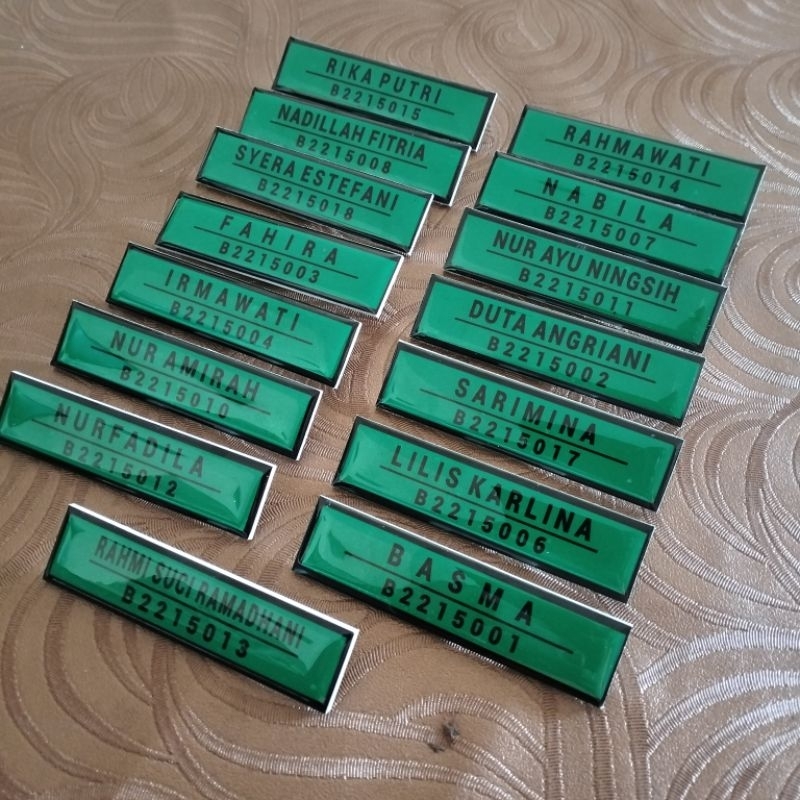 RIKA PUTRI
B2215015
NADILLAH FITRIA
B2215008
SYERA ESTEFANI
B2215018
FAHIRA
B2215003
IRMAWATI
B2215004
NUR AMIRAH
B2215010
NURFADILA
B2215012
RAHMI SUCI RAMADHANI
B2215013
RAHMAWATI
B2215014
NABILA
B2215007
NUR AYU NINGSIH
B2215011
DUTA ANGRIANI
B2215002
SARIMINA
B2215017
LILIS KARLINA
B2215006
BASMA
B2215001